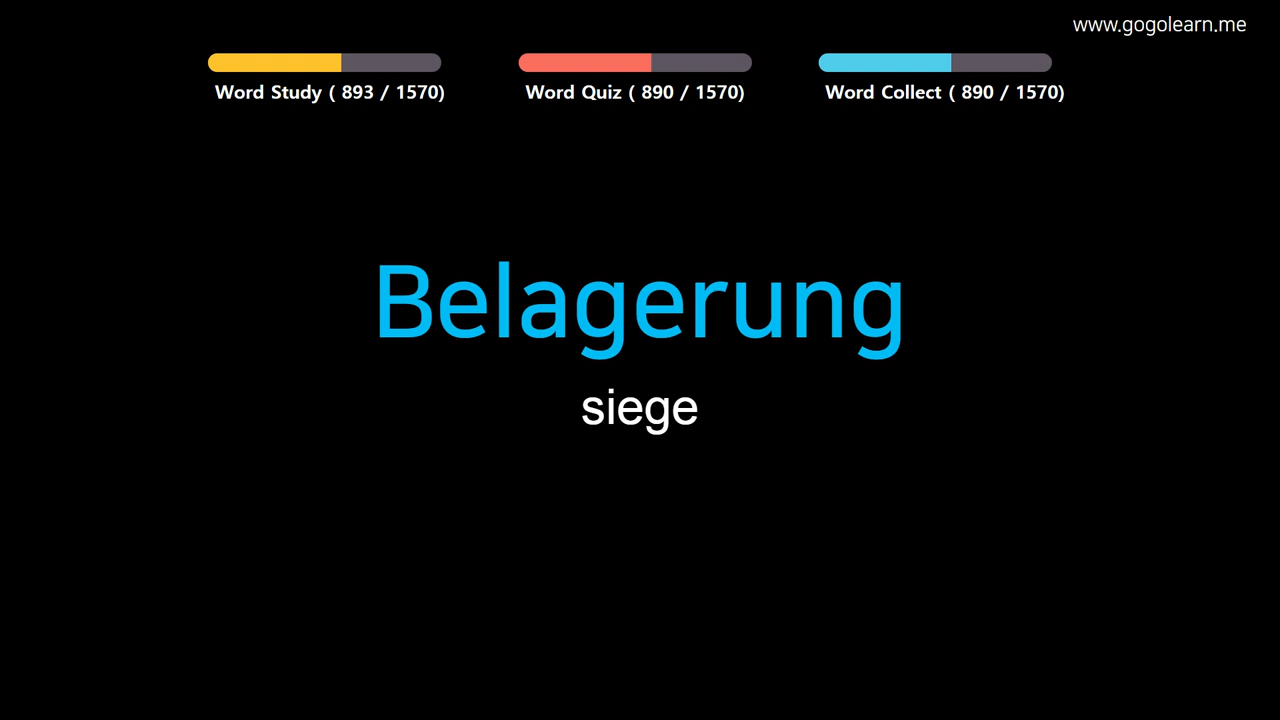 www.gogolearn.me
Word Study ( 893 / 1570)
Word Quiz ( 890 / 1570)
Word Collect ( 890 / 1570)
Belagerung
siege